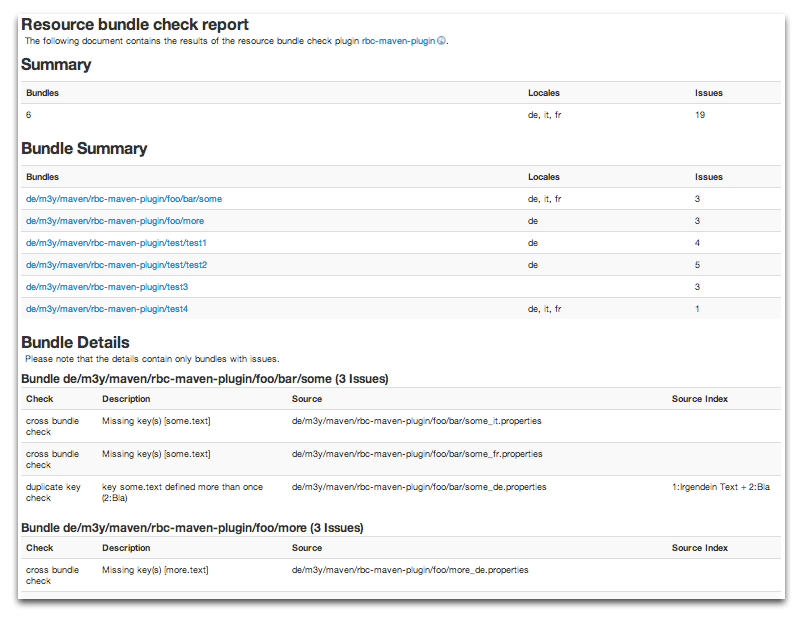 Resource bundle check report
The following document contains the results of the resource bundle check plugin rbc-maven-plugin.
Summary
Bundles Locales Issues
6 de, it, fr 19
Bundle Summary
Bundles Locales Issues
de/m3y/maven/rbc-maven-plugin/foo/bar/some de, it, fr 3
de/m3y/maven/rbc-maven-plugin/foo/more de 3
de/m3y/maven/rbc-maven-plugin/test/test1 de 4
de/m3y/maven/rbc-maven-plugin/test/test2 de 5
de/m3y/maven/rbc-maven-plugin/test3 3
de/m3y/maven/rbc-maven-plugin/test4 de, it, fr 1
Bundle Details
Please note that the details contain only bundles with issues.
Bundle de/m3y/maven/rbc-maven-plugin/foo/bar/some (3 Issues)
Check Description Source Source Index
cross bundle Missing key(s) [some.text] de/m3y/maven/rbc-maven-plugin/foo/bar/some_it.properties
check
cross bundle Missing key(s) [some.text] de/m3y/maven/rbc-maven-plugin/foo/bar/some_fr.properties
check
duplicate key key some.text defined more than once de/m3y/maven/rbc-maven-plugin/foo/bar/some_de.properties 1:Irgendein Text + 2:Bla
check (2:Bla)
Bundle de/m3y/maven/rbc-maven-plugin/foo/more (3 Issues)
Check Description Source Source Index
cross bundle Missing key(s) [more.text] de/m3y/maven/rbc-maven-plugin/foo/more_de.properties
check